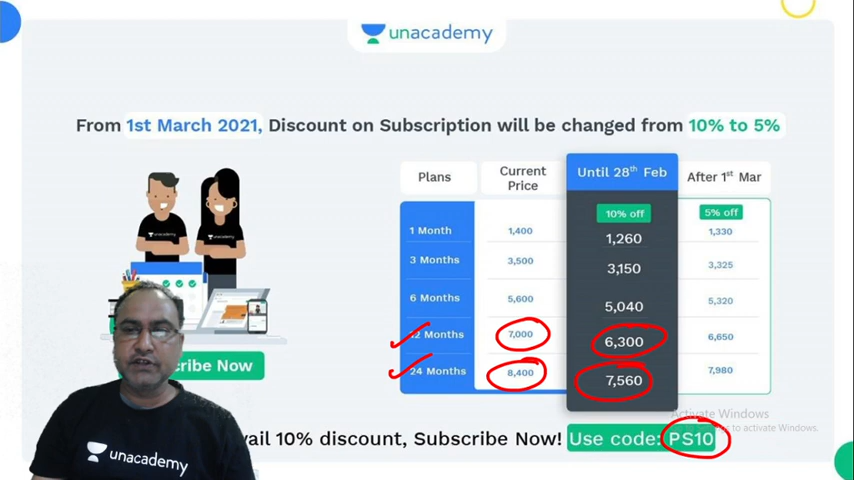 unacademy
From 1st March 2021, Discount on Subscription will be changed from 10% to 5%
Plans Current Price Until 28th Feb After 1st Mar
10% off 5% off
1 Month 1,400 1,260 1,330
3 Months 3,500 3,150 3,325
6 Months 5,600 5,040 5,320
12 Months 7,000 6,300 6,650
24 Months 8,400 7,560 7,980
Subscribe Now
Activate Windows
to activate Windows.
10% discount, Subscribe Now! Use code: PS10
unacademy